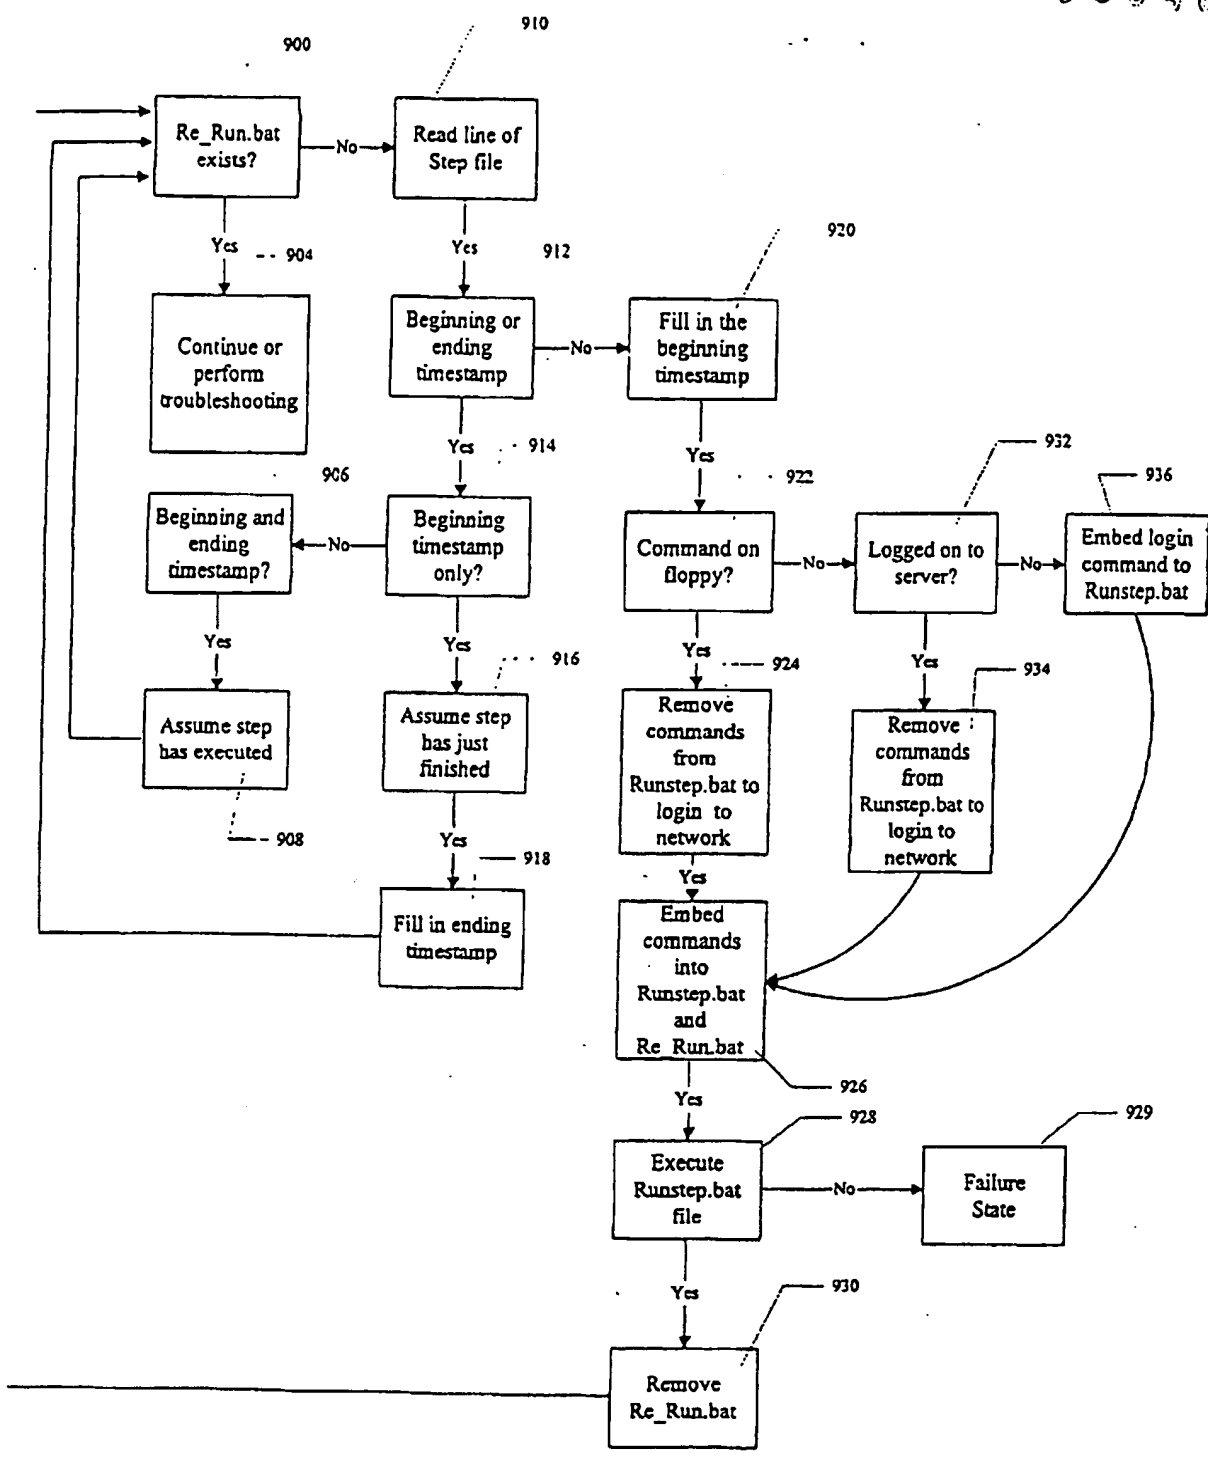 910
900
Re_Run.bat
exists?
No
Read line of
Step file
Yes
904
Yes
912
920
Continue or
perform
troubleshooting
Beginning or
ending
timestamp
No
Fill in the
beginning
timestamp
Yes
914
Yes
922
932
936
906
Beginning and
ending
timestamp?
No
Beginning
timestamp
only?
Command on
floppy?
No
Logged on to
server?
No
Embed login
command to
Runstep.bat
Yes
Yes
916
Yes
924
Yes
934
Assume step
has executed
908
Assume step
has just
finished
Remove
commands
from
Runstep.bat to
login to
network
Remove
commands
from
Runstep.bat to
login to
network
Yes
918
Yes
Fill in ending
timestamp
Embed
commands
into
Runstep.bat
and
Re_Run.bat
926
Yes
928
929
Execute
Runstep.bat
file
No
Failure
State
Yes
930
Remove
Re_Run.bat